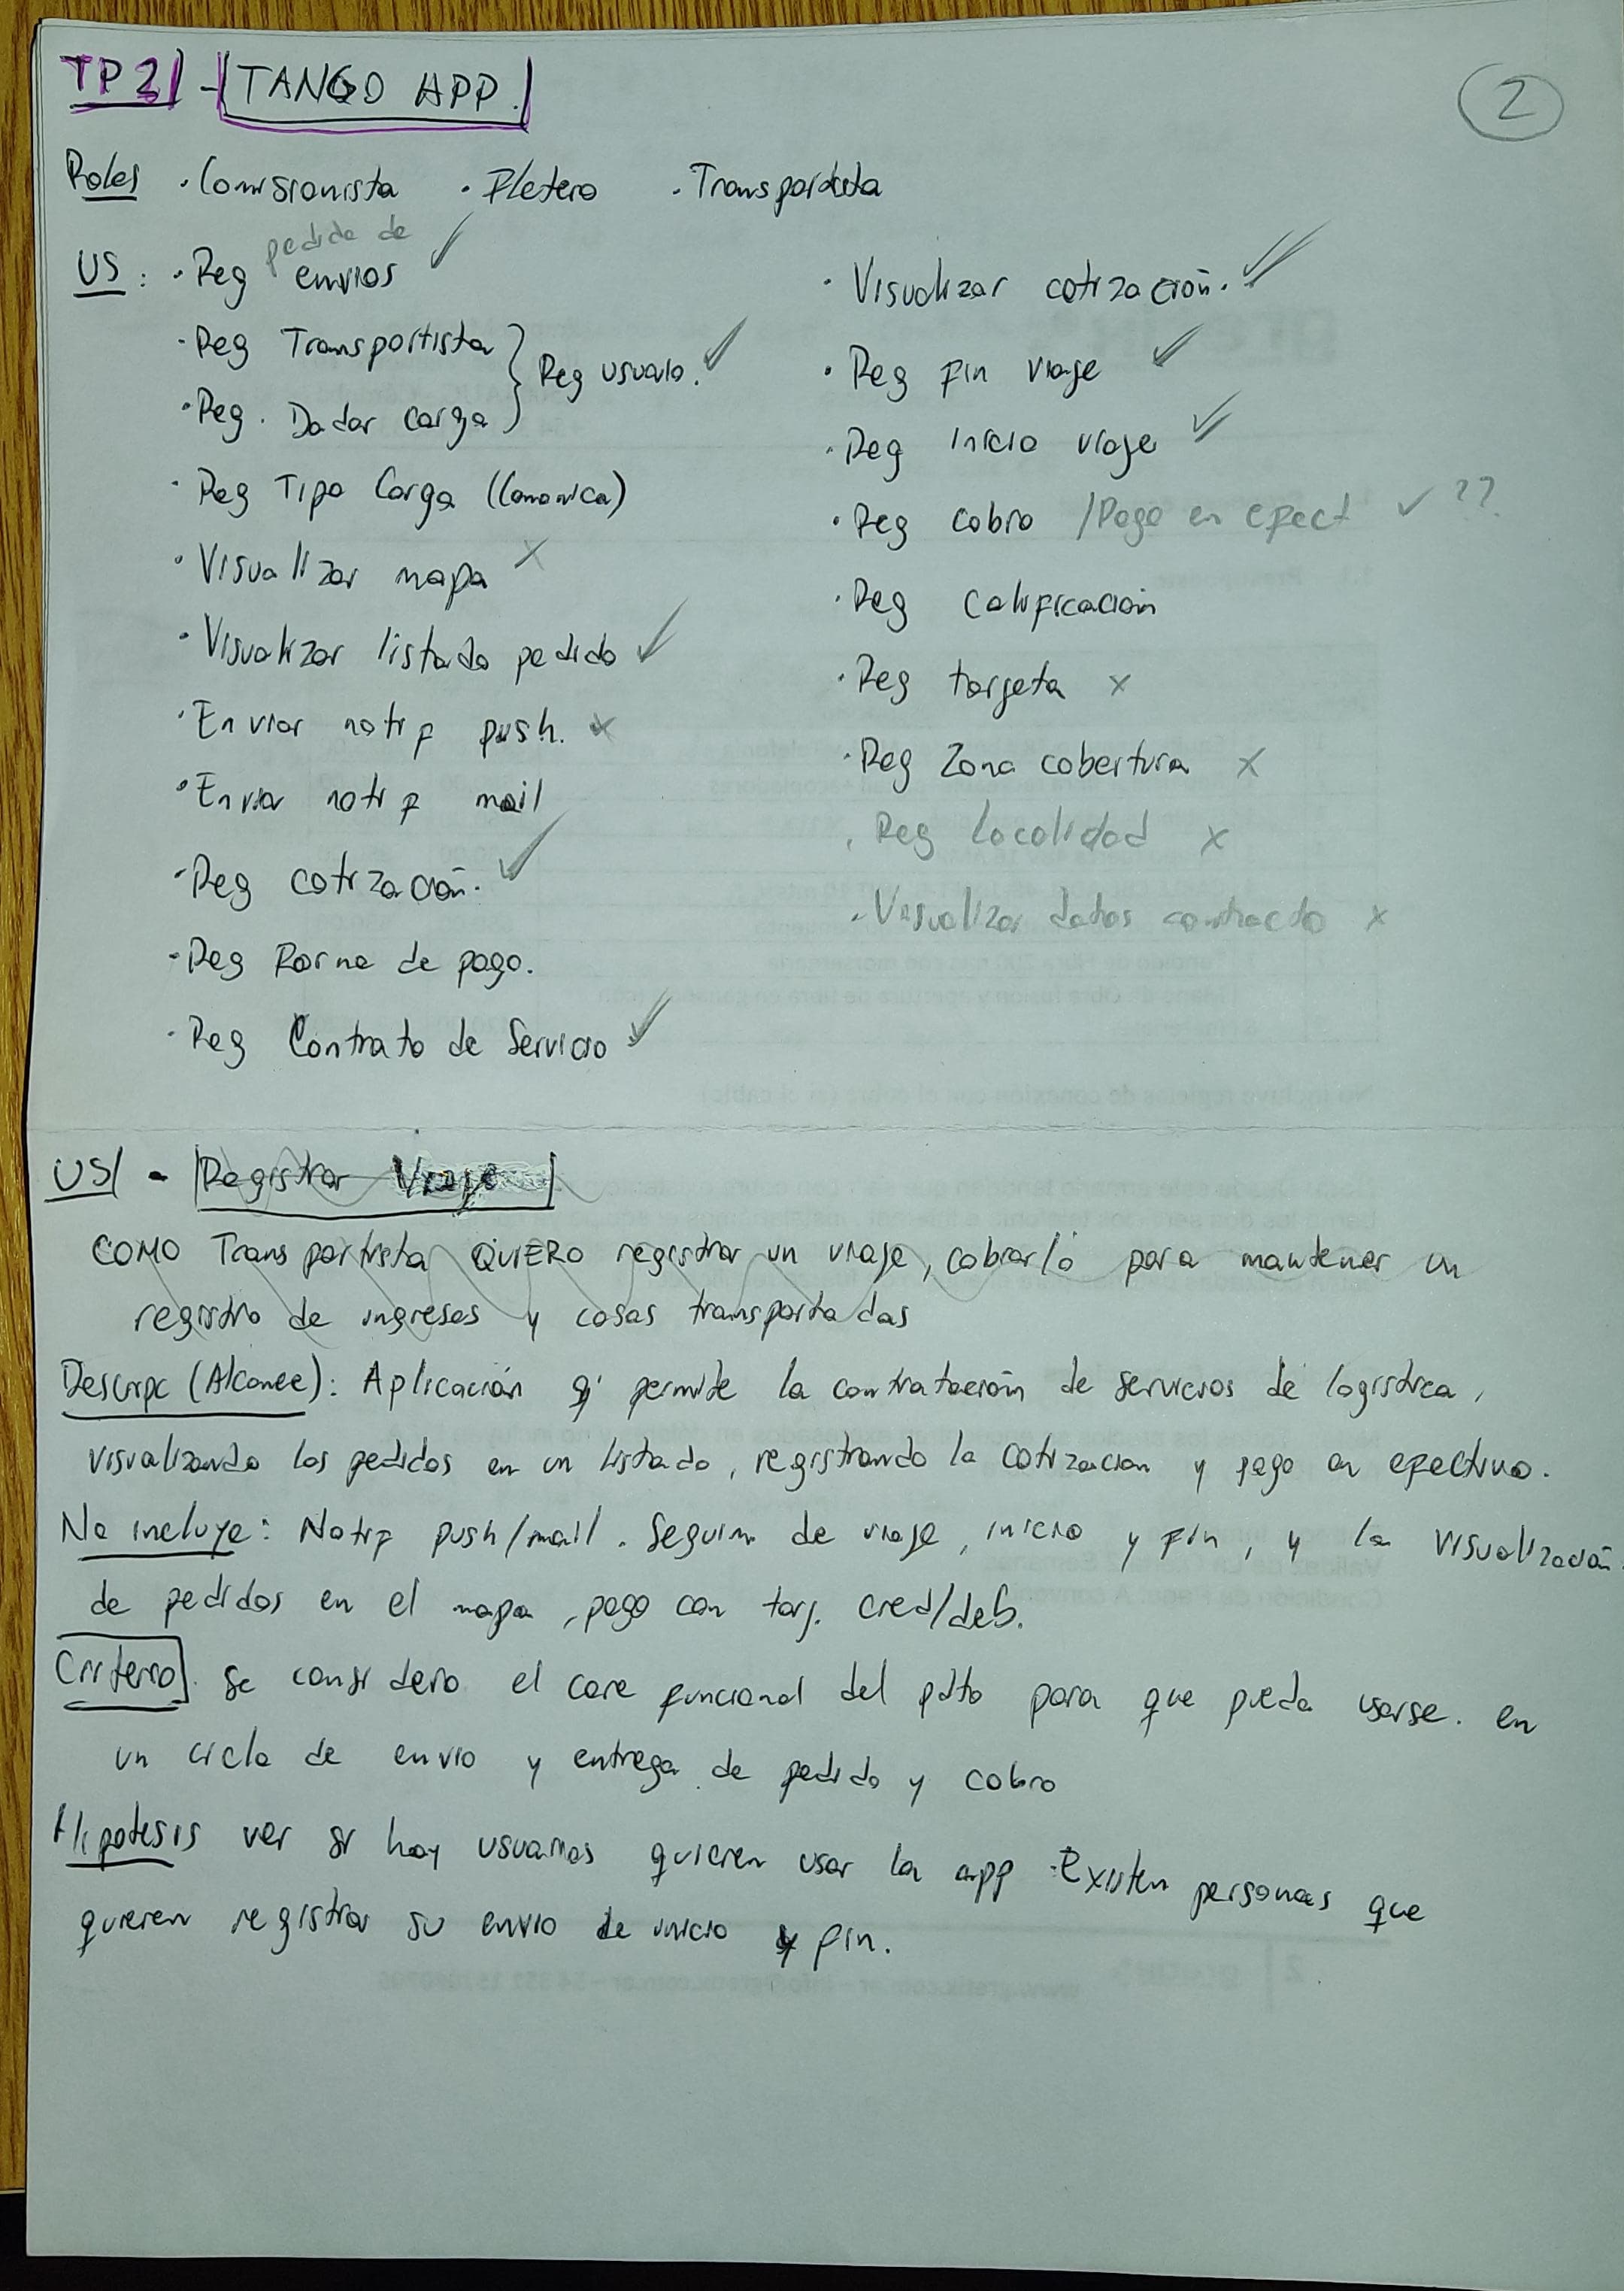 TP 2 - TANGO APP.
2
Roles · Comisionista · Fletero · Transportista
US: · Reg pedido de envios ✓
· Reg Transportista
· Reg. Dador carga } Reg usuario. ✓
· Reg Tipo Carga (Canonica)
· Visualizar mapa x
· Visualizar listado pedido ✓
· Enviar notif push. x
· Enviar notif mail
· Reg cotización. ✓
· Reg Forma de pago.
· Reg Contrato de Servicio ✓
· Visualizar cotización. ✓
· Reg fin viaje ✓
· Reg inicio viaje ✓
· Reg cobro / Pago en efect ✓ ??
· Reg Calificación
· Reg targeta x
· Reg Zona cobertura x
· Reg localidad x
· Visualizar datos contacto x
US - Registrar Viaje
COMO Transportista QUIERO registrar un viaje, cobrarlo para mantener un
registro de ingresos y cosas transportadas
Descrpc (Alcance): Aplicación q' permite la contratación de servicios de logistica,
visualizando los pedidos en un listado, registrando la cotizacion y pago en efectivo.
No incluye: Notif push/mail. Seguim de viaje, inicio y fin, y la visualización
de pedidos en el mapa, pago con tarj. cred/deb.
Criterio. Se considero el core funcional del pdto para que pueda usarse. en
un ciclo de envio y entrega de pedido y cobro
Hipotesis ver si hay usuarios quieren usar la app. Existen personas que
quieren registrar su envio de inicio y fin.